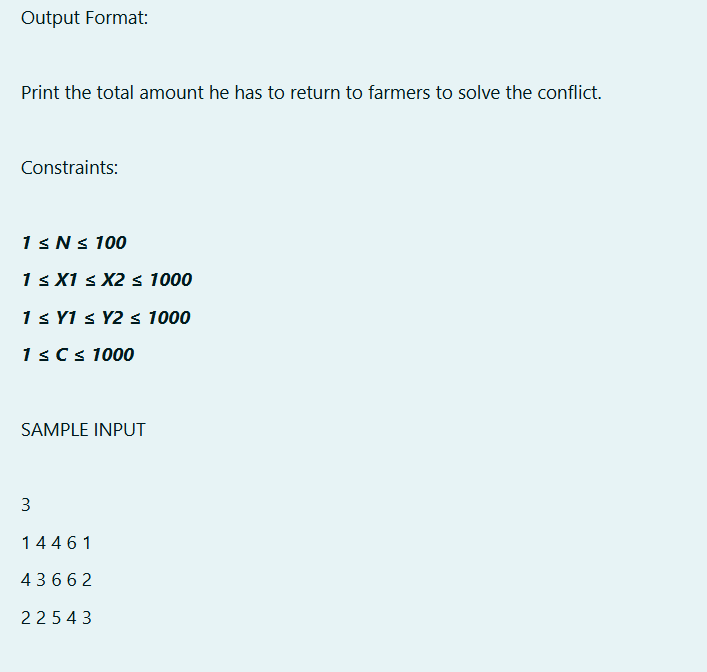 Output Format:
Print the total amount he has to return to farmers to solve the conflict.
Constraints:
1 ≤ N ≤ 100
1 ≤ X1 ≤ X2 ≤ 1000
1 ≤ Y1 ≤ Y2 ≤ 1000
1 ≤ C ≤ 1000
SAMPLE INPUT
3
1 4 4 6 1
4 3 6 6 2
2 2 5 4 3